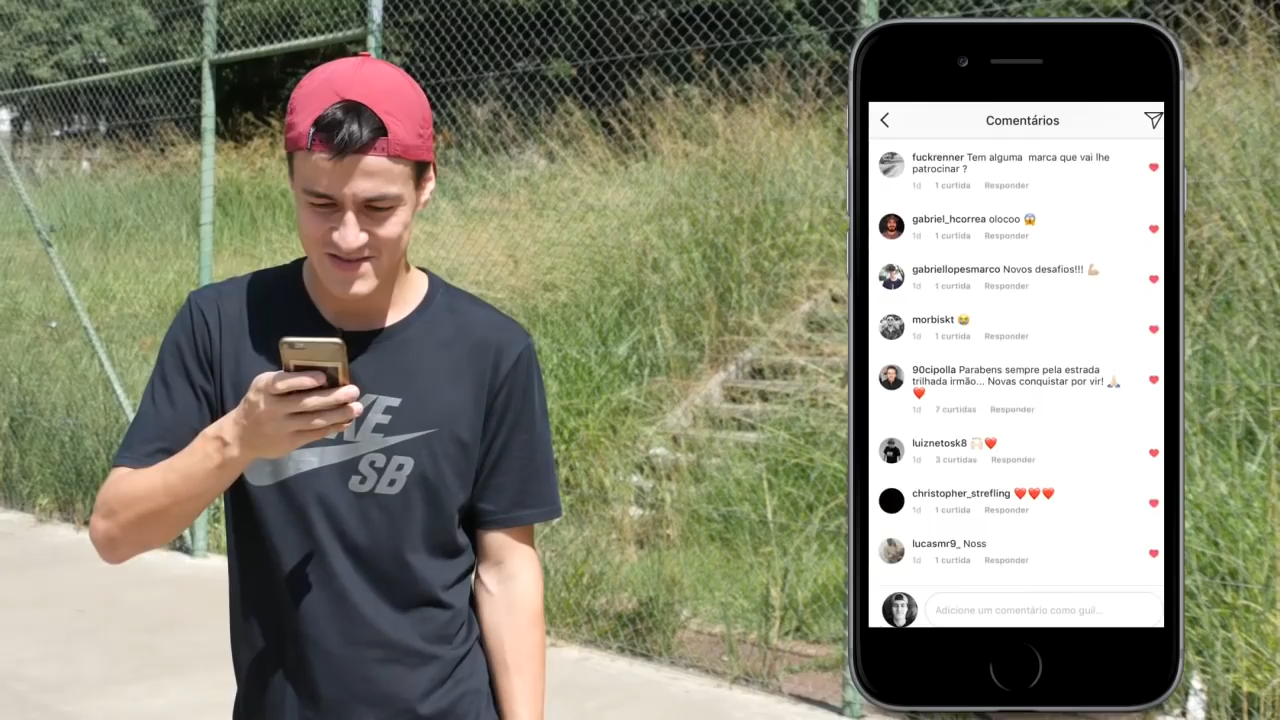 KE
SB
Comentários
fuckrenner Tem alguma marca que vai lhe
patrocinar ?
1d 1 curtida Responder
gabriel_hcorrea olocoo 😱
1d 1 curtida Responder
gabriellopesmarco Novos desafios!!! 💪🏼
1d 1 curtida Responder
morbiskt 😭
1d 1 curtida Responder
90cipolla Parabens sempre pela estrada
trilhada irmão... Novas conquistar por vir! 🙏🏻
❤️
1d 7 curtidas Responder
luiznetosk8 🙌🏻❤️
1d 3 curtidas Responder
christopher_strefling ❤️❤️❤️
1d 1 curtida Responder
lucasmr9_ Noss
1d 1 curtida Responder
Adicione um comentário como guil...